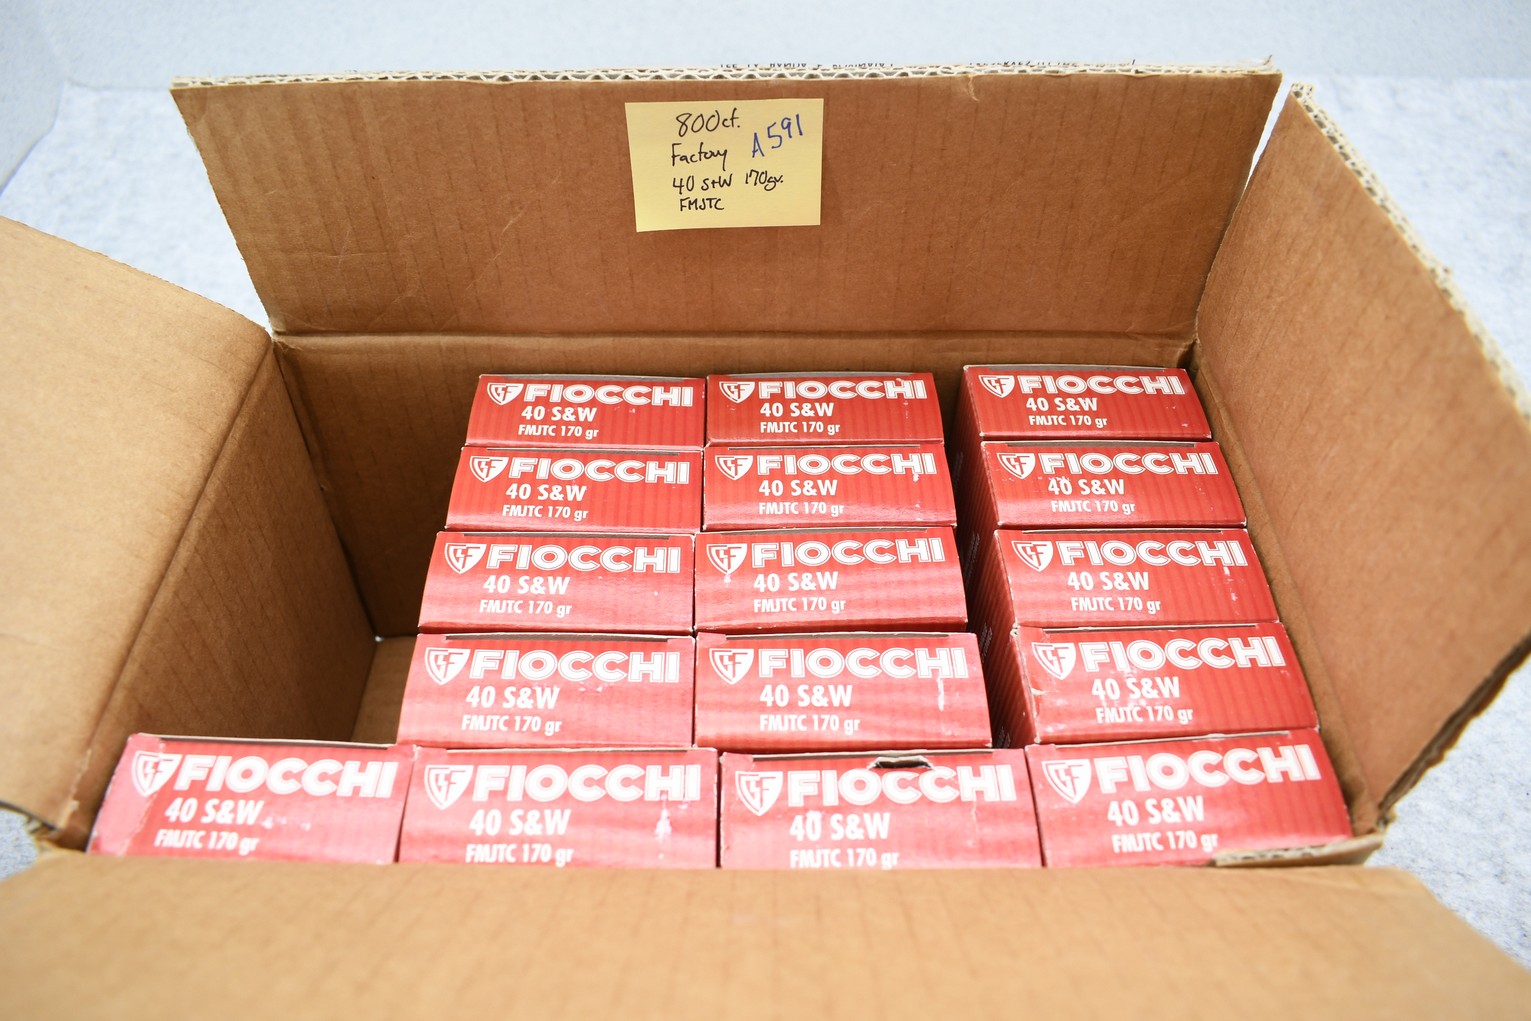 800ct.
Factory A591
40 S+W 170gr.
FMJTC
FIOCCHI
40 S&W
FMJTC 170 gr
FIOCCHI
40 S&W
FMJTC 170 gr
FIOCCHI
40 S&W
FMJTC 170 gr
FIOCCHI
40 S&W
FMJTC 170 gr
FIOCCHI
40 S&W
FMJTC 170 gr
FIOCCHI
40 S&W
FMJTC 170 gr
FIOCCHI
40 S&W
FMJTC 170 gr
FIOCCHI
40 S&W
FMJTC 170 gr
FIOCCHI
40 S&W
FMJTC 170 gr
FIOCCHI
40 S&W
FMJTC 170 gr
FIOCCHI
40 S&W
FMJTC 170 gr
FIOCCHI
40 S&W
FMJTC 170 gr
FIOCCHI
40 S&W
FMJTC 170 gr
FIOCCHI
40 S&W
FMJTC 170 gr
FIOCCHI
40 S&W
FMJTC 170 gr
FIOCCHI
40 S&W
FMJTC 170 gr